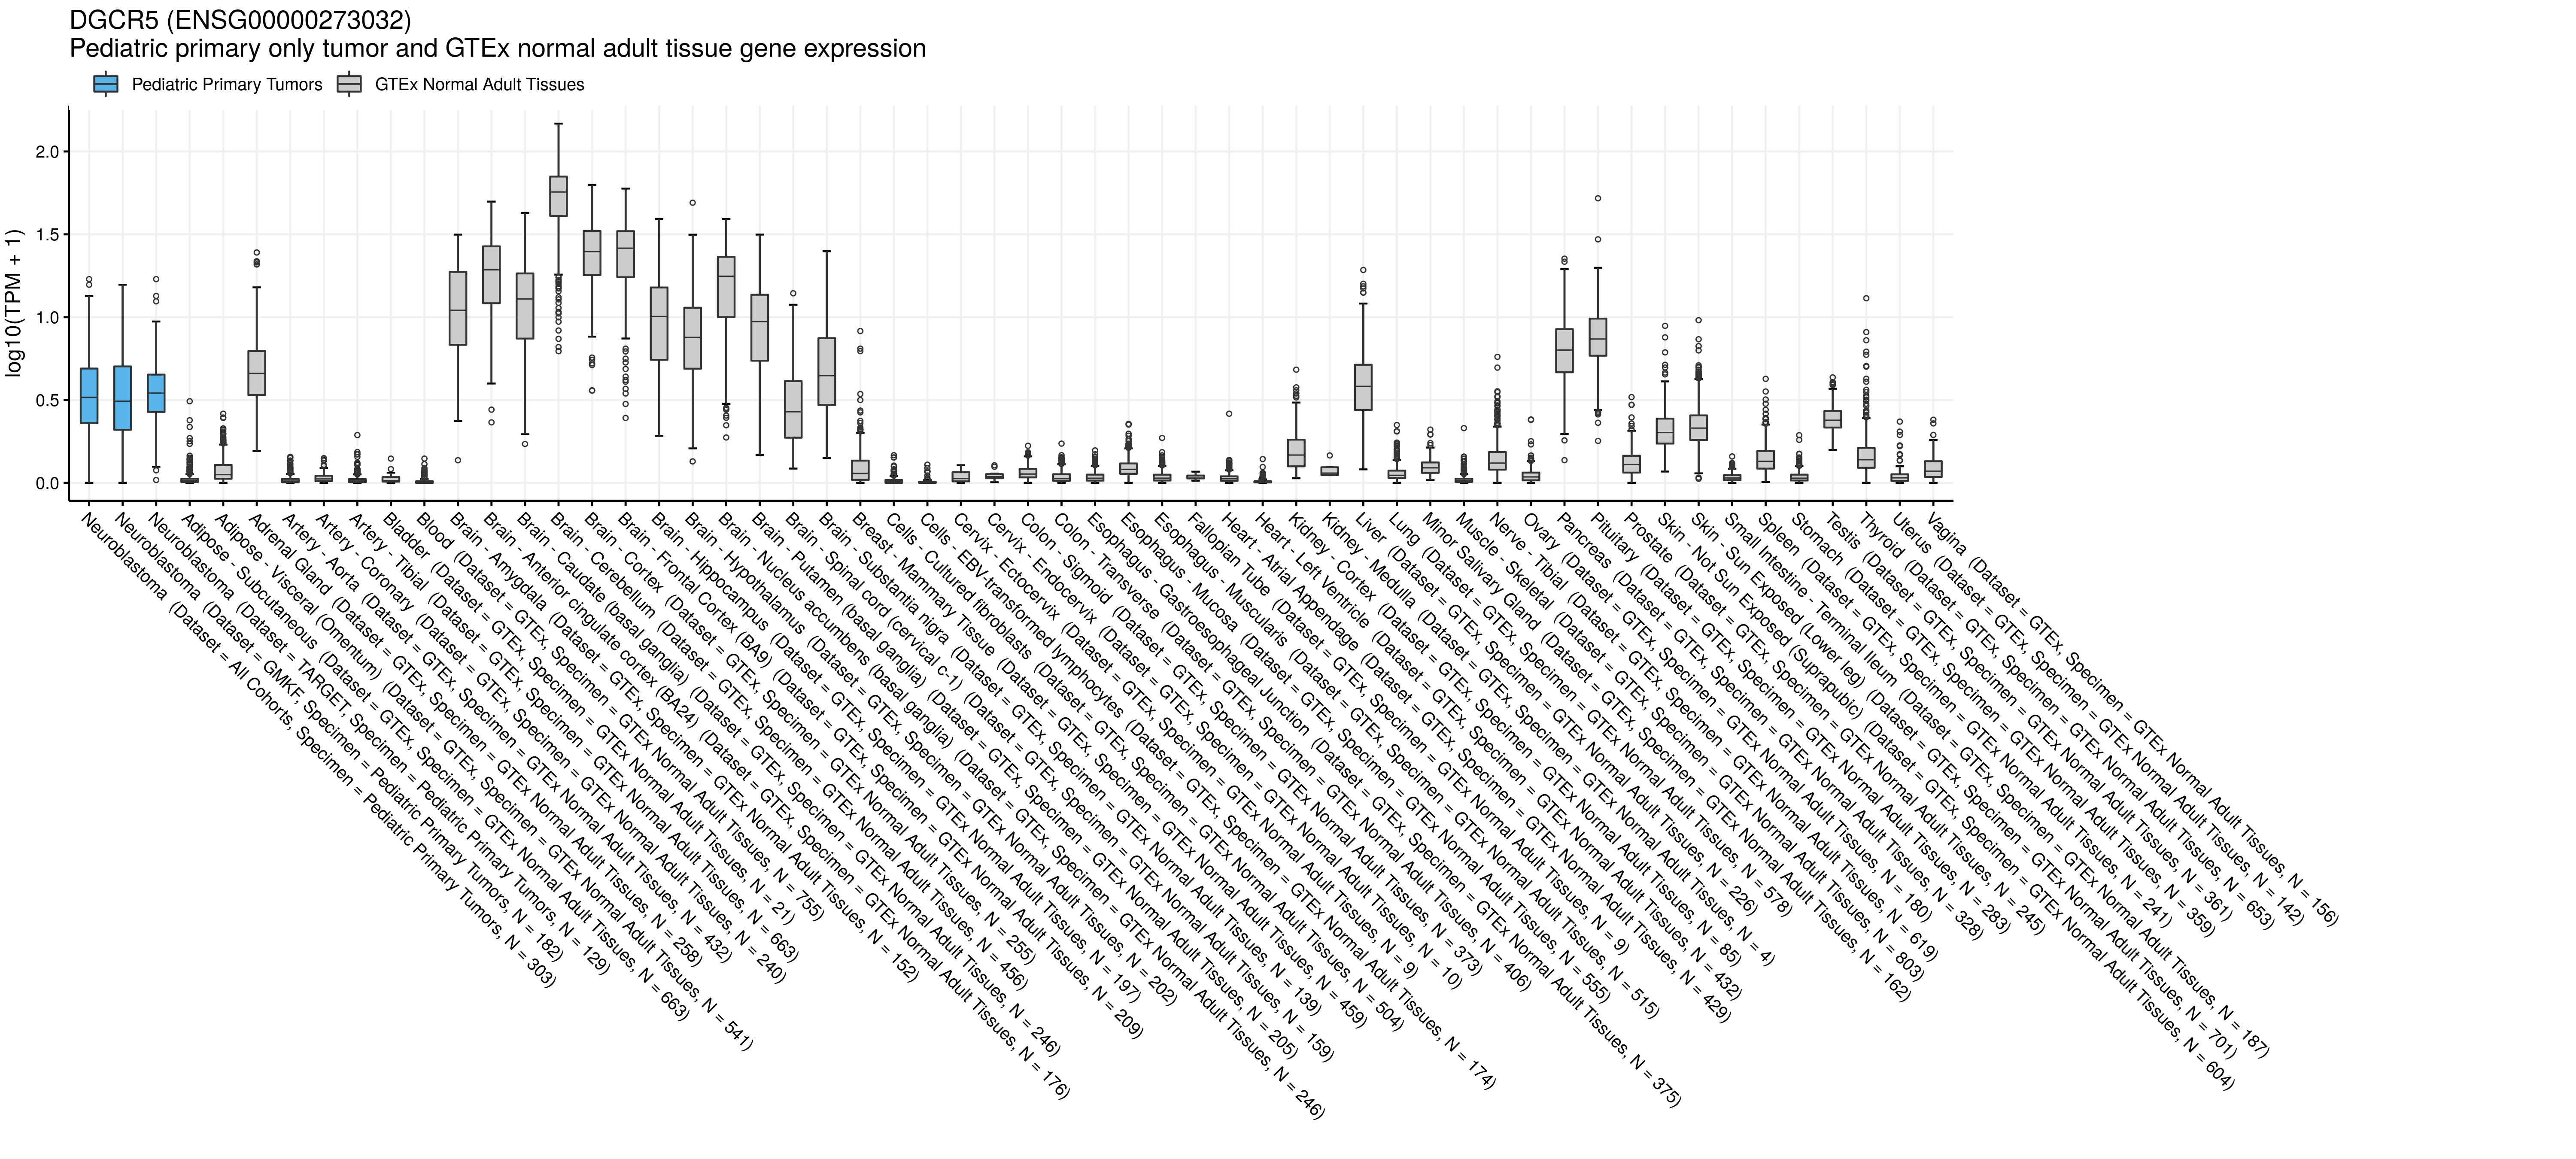 DGCR5 (ENSG00000273032)
Pediatric primary only tumor and GTEx normal adult tissue gene expression
Pediatric Primary Tumors
GTEx Normal Adult Tissues
log10(TPM + 1)
2.0
1.5
1.0
0.5
0.0
Neuroblastoma (Dataset = All Cohorts, Specimen = Pediatric Primary Tumors, N = 303)
Neuroblastoma (Dataset = GMKF, Specimen = Pediatric Primary Tumors, N = 182)
Neuroblastoma (Dataset = TARGET, Specimen = Pediatric Primary Tumors, N = 129)
Adipose - Subcutaneous (Dataset = GTEx, Specimen = GTEx Normal Adult Tissues, N = 663)
Adipose - Visceral (Omentum) (Dataset = GTEx, Specimen = GTEx Normal Adult Tissues, N = 541)
Adrenal Gland (Dataset = GTEx, Specimen = GTEx Normal Adult Tissues, N = 258)
Artery - Aorta (Dataset = GTEx, Specimen = GTEx Normal Adult Tissues, N = 432)
Artery - Coronary (Dataset = GTEx, Specimen = GTEx Normal Adult Tissues, N = 240)
Artery - Tibial (Dataset = GTEx, Specimen = GTEx Normal Adult Tissues, N = 663)
Bladder (Dataset = GTEx, Specimen = GTEx Normal Adult Tissues, N = 21)
Blood (Dataset = GTEx, Specimen = GTEx Normal Adult Tissues, N = 755)
Brain - Amygdala (Dataset = GTEx, Specimen = GTEx Normal Adult Tissues, N = 152)
Brain - Anterior cingulate cortex (BA24) (Dataset = GTEx, Specimen = GTEx Normal Adult Tissues, N = 176)
Brain - Caudate (basal ganglia) (Dataset = GTEx, Specimen = GTEx Normal Adult Tissues, N = 246)
Brain - Cerebellum (Dataset = GTEx, Specimen = GTEx Normal Adult Tissues, N = 456)
Brain - Cortex (Dataset = GTEx, Specimen = GTEx Normal Adult Tissues, N = 255)
Brain - Frontal Cortex (BA9) (Dataset = GTEx, Specimen = GTEx Normal Adult Tissues, N = 209)
Brain - Hippocampus (Dataset = GTEx, Specimen = GTEx Normal Adult Tissues, N = 197)
Brain - Hypothalamus (Dataset = GTEx, Specimen = GTEx Normal Adult Tissues, N = 202)
Brain - Nucleus accumbens (basal ganglia) (Dataset = GTEx, Specimen = GTEx Normal Adult Tissues, N = 246)
Brain - Putamen (basal ganglia) (Dataset = GTEx, Specimen = GTEx Normal Adult Tissues, N = 205)
Brain - Spinal cord (cervical c-1) (Dataset = GTEx, Specimen = GTEx Normal Adult Tissues, N = 159)
Brain - Substantia nigra (Dataset = GTEx, Specimen = GTEx Normal Adult Tissues, N = 139)
Breast - Mammary Tissue (Dataset = GTEx, Specimen = GTEx Normal Adult Tissues, N = 459)
Cells - Cultured fibroblasts (Dataset = GTEx, Specimen = GTEx Normal Adult Tissues, N = 504)
Cells - EBV-transformed lymphocytes (Dataset = GTEx, Specimen = GTEx Normal Adult Tissues, N = 174)
Cervix - Ectocervix (Dataset = GTEx, Specimen = GTEx Normal Adult Tissues, N = 9)
Cervix - Endocervix (Dataset = GTEx, Specimen = GTEx Normal Adult Tissues, N = 10)
Colon - Sigmoid (Dataset = GTEx, Specimen = GTEx Normal Adult Tissues, N = 373)
Colon - Transverse (Dataset = GTEx, Specimen = GTEx Normal Adult Tissues, N = 406)
Esophagus - Gastroesophageal Junction (Dataset = GTEx, Specimen = GTEx Normal Adult Tissues, N = 375)
Esophagus - Mucosa (Dataset = GTEx, Specimen = GTEx Normal Adult Tissues, N = 555)
Esophagus - Muscularis (Dataset = GTEx, Specimen = GTEx Normal Adult Tissues, N = 515)
Fallopian Tube (Dataset = GTEx, Specimen = GTEx Normal Adult Tissues, N = 9)
Heart - Atrial Appendage (Dataset = GTEx, Specimen = GTEx Normal Adult Tissues, N = 429)
Heart - Left Ventricle (Dataset = GTEx, Specimen = GTEx Normal Adult Tissues, N = 432)
Kidney - Cortex (Dataset = GTEx, Specimen = GTEx Normal Adult Tissues, N = 85)
Kidney - Medulla (Dataset = GTEx, Specimen = GTEx Normal Adult Tissues, N = 4)
Liver (Dataset = GTEx, Specimen = GTEx Normal Adult Tissues, N = 226)
Lung (Dataset = GTEx, Specimen = GTEx Normal Adult Tissues, N = 578)
Minor Salivary Gland (Dataset = GTEx, Specimen = GTEx Normal Adult Tissues, N = 162)
Muscle - Skeletal (Dataset = GTEx, Specimen = GTEx Normal Adult Tissues, N = 803)
Nerve - Tibial (Dataset = GTEx, Specimen = GTEx Normal Adult Tissues, N = 619)
Ovary (Dataset = GTEx, Specimen = GTEx Normal Adult Tissues, N = 180)
Pancreas (Dataset = GTEx, Specimen = GTEx Normal Adult Tissues, N = 328)
Pituitary (Dataset = GTEx, Specimen = GTEx Normal Adult Tissues, N = 283)
Prostate (Dataset = GTEx, Specimen = GTEx Normal Adult Tissues, N = 245)
Skin - Not Sun Exposed (Suprapubic) (Dataset = GTEx, Specimen = GTEx Normal Adult Tissues, N = 604)
Skin - Sun Exposed (Lower leg) (Dataset = GTEx, Specimen = GTEx Normal Adult Tissues, N = 701)
Small Intestine - Terminal Ileum (Dataset = GTEx, Specimen = GTEx Normal Adult Tissues, N = 187)
Spleen (Dataset = GTEx, Specimen = GTEx Normal Adult Tissues, N = 241)
Stomach (Dataset = GTEx, Specimen = GTEx Normal Adult Tissues, N = 359)
Testis (Dataset = GTEx, Specimen = GTEx Normal Adult Tissues, N = 361)
Thyroid (Dataset = GTEx, Specimen = GTEx Normal Adult Tissues, N = 653)
Uterus (Dataset = GTEx, Specimen = GTEx Normal Adult Tissues, N = 142)
Vagina (Dataset = GTEx, Specimen = GTEx Normal Adult Tissues, N = 156)